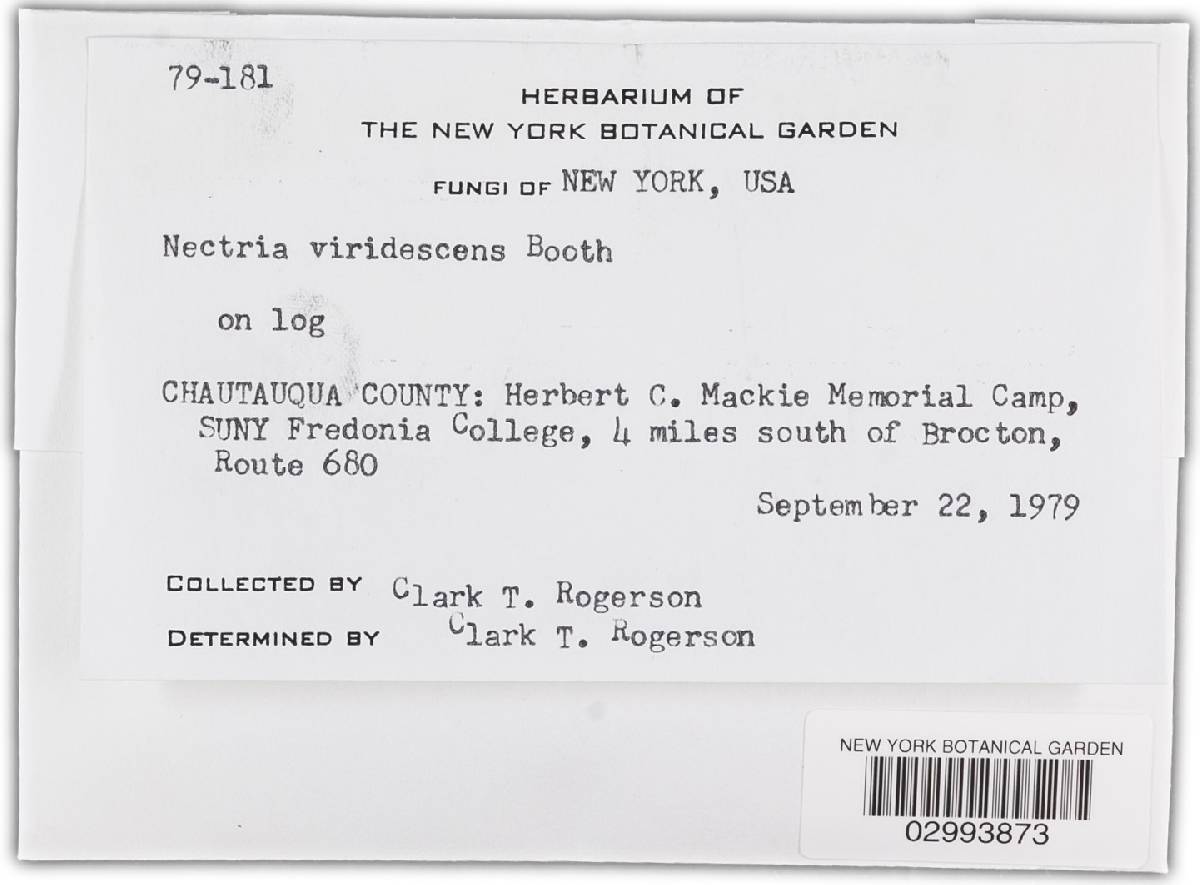 79-181
HERBARIUM OF
THE NEW YORK BOTANICAL GARDEN
FUNGI OF NEW YORK, USA
Nectria viridescens Booth
on log
CHAUTAUQUA COUNTY: Herbert C. Mackie Memorial Camp,
SUNY Fredonia College, 4 miles south of Brocton,
Route 680
September 22, 1979
COLLECTED BY Clark T. Rogerson
DETERMINED BY Clark T. Rogerson
NEW YORK BOTANICAL GARDEN
02993873